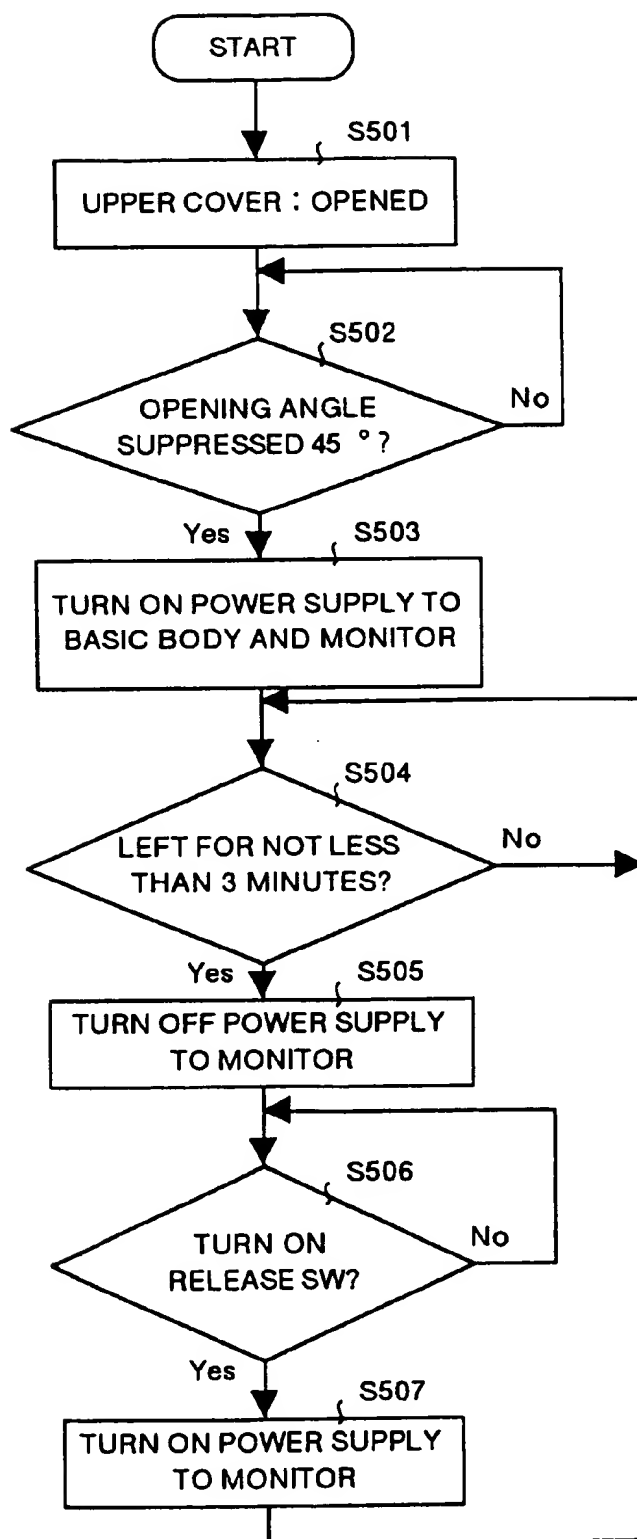 START
S501
UPPER COVER : OPENED
S502
OPENING ANGLE
SUPPRESSED 45 °?
No
Yes
S503
TURN ON POWER SUPPLY TO
BASIC BODY AND MONITOR
S504
LEFT FOR NOT LESS
THAN 3 MINUTES?
No
Yes
S505
TURN OFF POWER SUPPLY
TO MONITOR
S506
TURN ON
RELEASE SW?
No
Yes
S507
TURN ON POWER SUPPLY
TO MONITOR